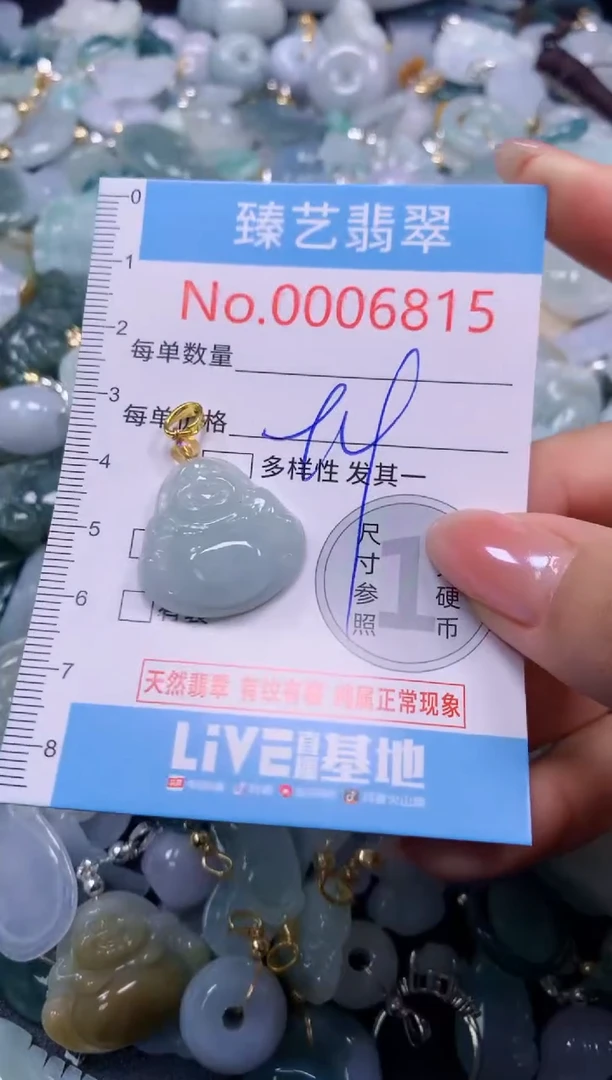 0
臻艺翡翠
1
No.0006815
2
每单数量
3
每单价格
4
多样性 发其一
5
尺寸参照
1
硬币
6
7
天然翡翠 有纹有 属正常现象
8
LiVE直播基地